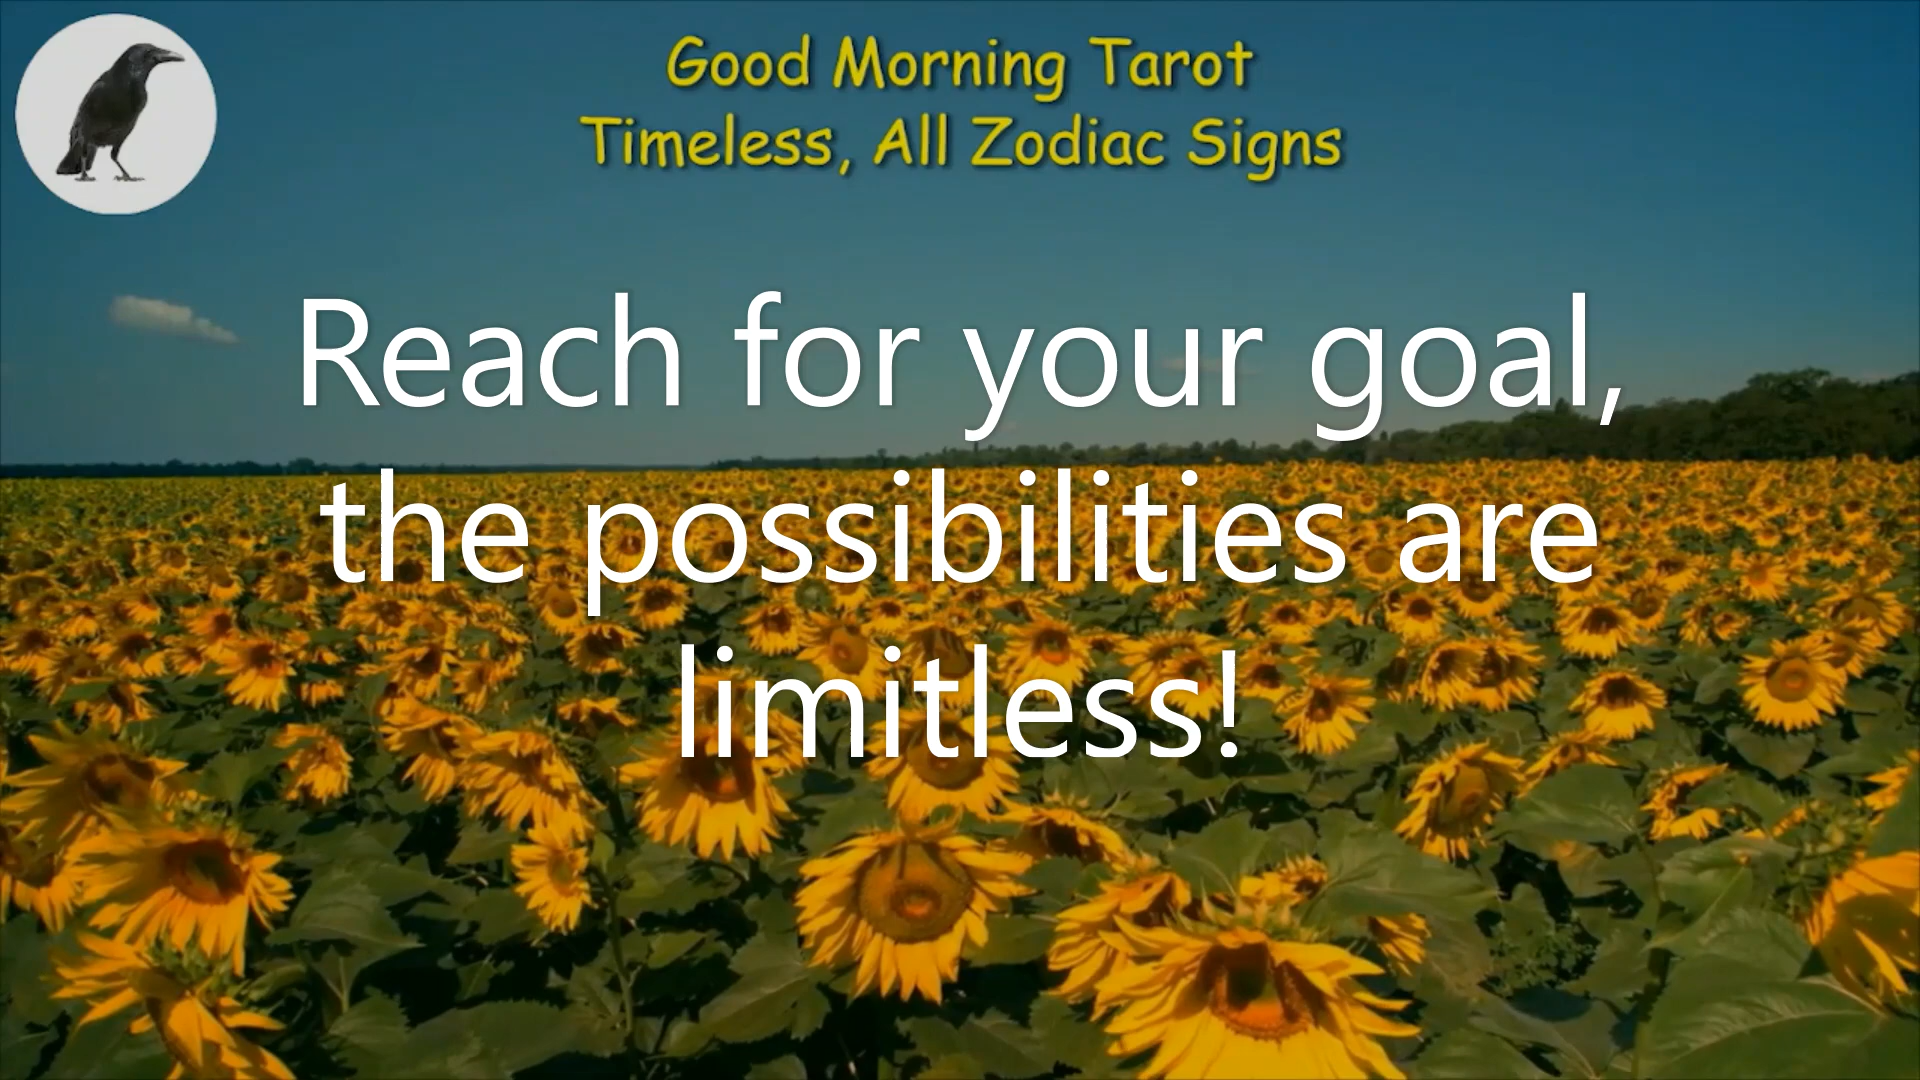 Good Morning Tarot
Timeless, All Zodiac Signs
Reach for your goal,
the possibilities are
limitless!